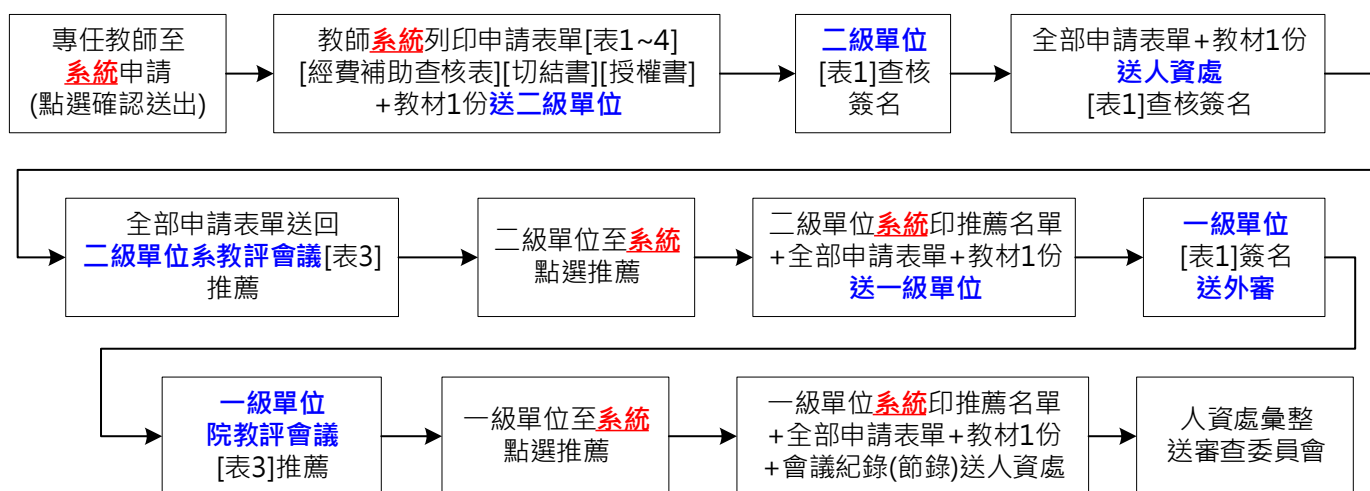 專任教師至
系統申請
(點選確認送出)
教師系統列印申請表單[表1~4]
[經費補助查核表][切結書][授權書]
+教材1份送二級單位
二級單位
[表1]查核
簽名
全部申請表單+教材1份
送人資處
[表1]查核簽名
全部申請表單送回
二級單位系教評會議[表3]
推薦
二級單位至系統
點選推薦
二級單位系統印推薦名單
+全部申請表單+教材1份
送一級單位
一級單位
[表1]簽名
送外審
一級單位
院教評會議
[表3]推薦
一級單位至系統
點選推薦
一級單位系統印推薦名單
+全部申請表單+教材1份
+會議紀錄(節錄)送人資處
人資處彙整
送審查委員會